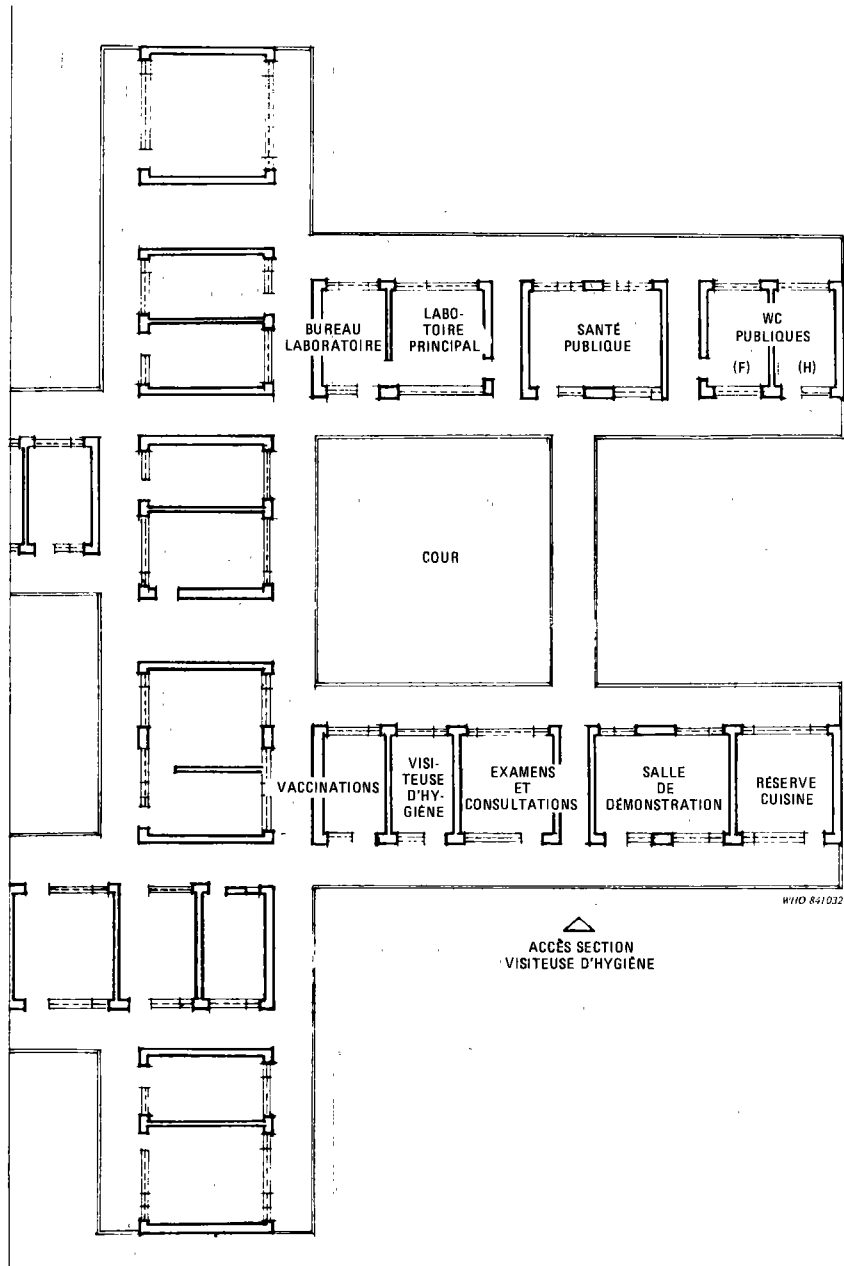 BUREAU
LABORATOIRE
LABO-
TOIRE
PRINCIPAL
SANTÉ
PUBLIQUE
WC
PUBLIQUES
(F)
(H)
COUR
VACCINATIONS
VISI-
TEUSE
D'HY-
GIÈNE
EXAMENS
ET
CONSULTATIONS
SALLE
DE
DÉMONSTRATION
RÉSERVE
CUISINE
WHO 841032
ACCÈS SECTION
VISITEUSE D'HYGIÈNE